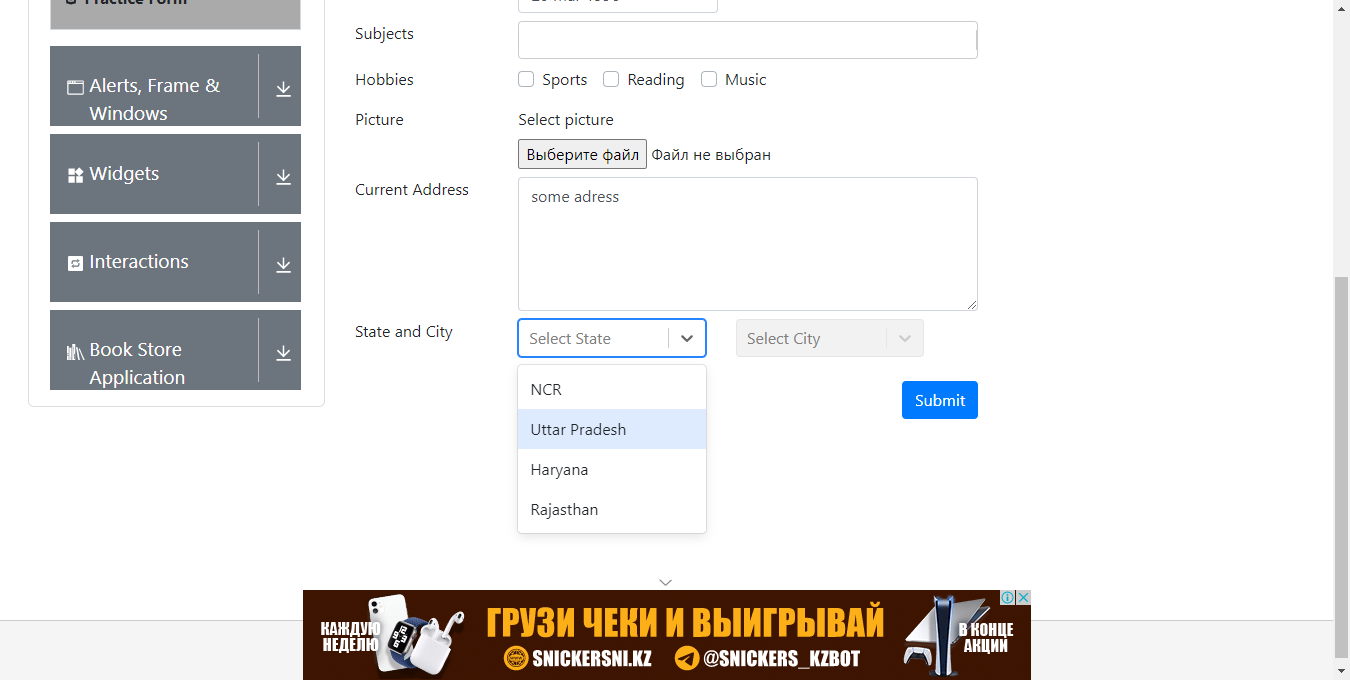 Practice Form
Alerts, Frame &
Windows
Widgets
Interactions
Book Store
Application
Subjects
Hobbies
Sports
Reading
Music
Picture
Select picture
Выберите файл
Файл не выбран
Current Address
some adress
State and City
Select State
Select City
NCR
Uttar Pradesh
Haryana
Rajasthan
Submit
КАЖДУЮ
НЕДЕЛЮ
ГРУЗИ ЧЕКИ И ВЫИГРЫВАЙ
SNICKERSNI.KZ
@SNICKERS_KZBOT
В КОНЦЕ
АКЦИИ